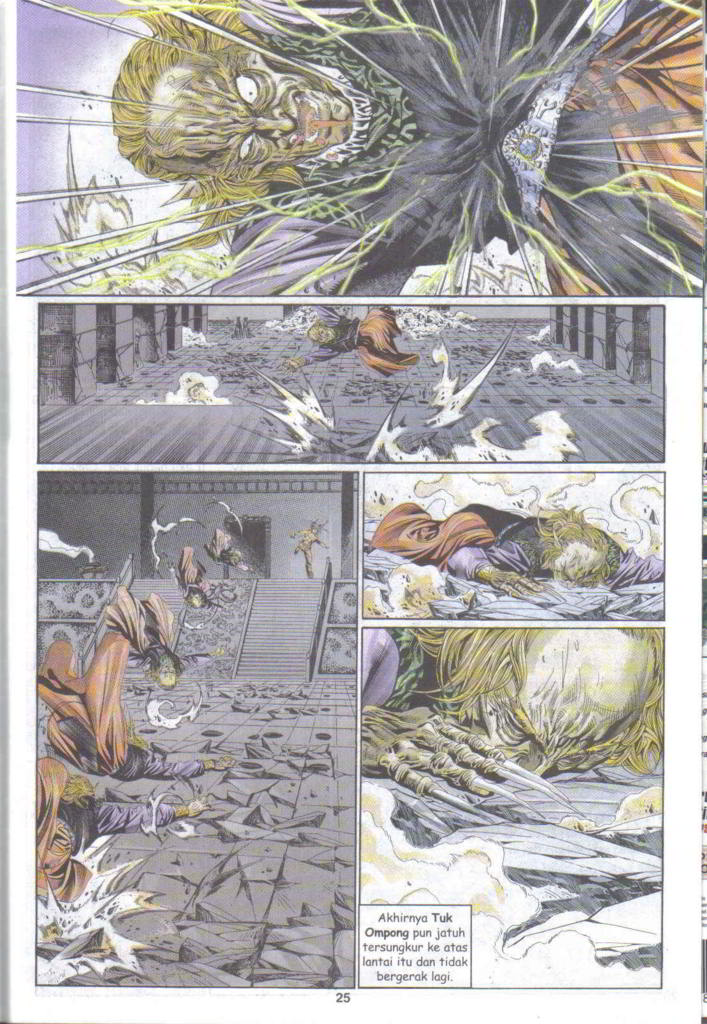 Akhirnya Tuk
Ompong pun jatuh
tersungkur ke atas
lantai itu dan tidak
bergerak lagi.
25